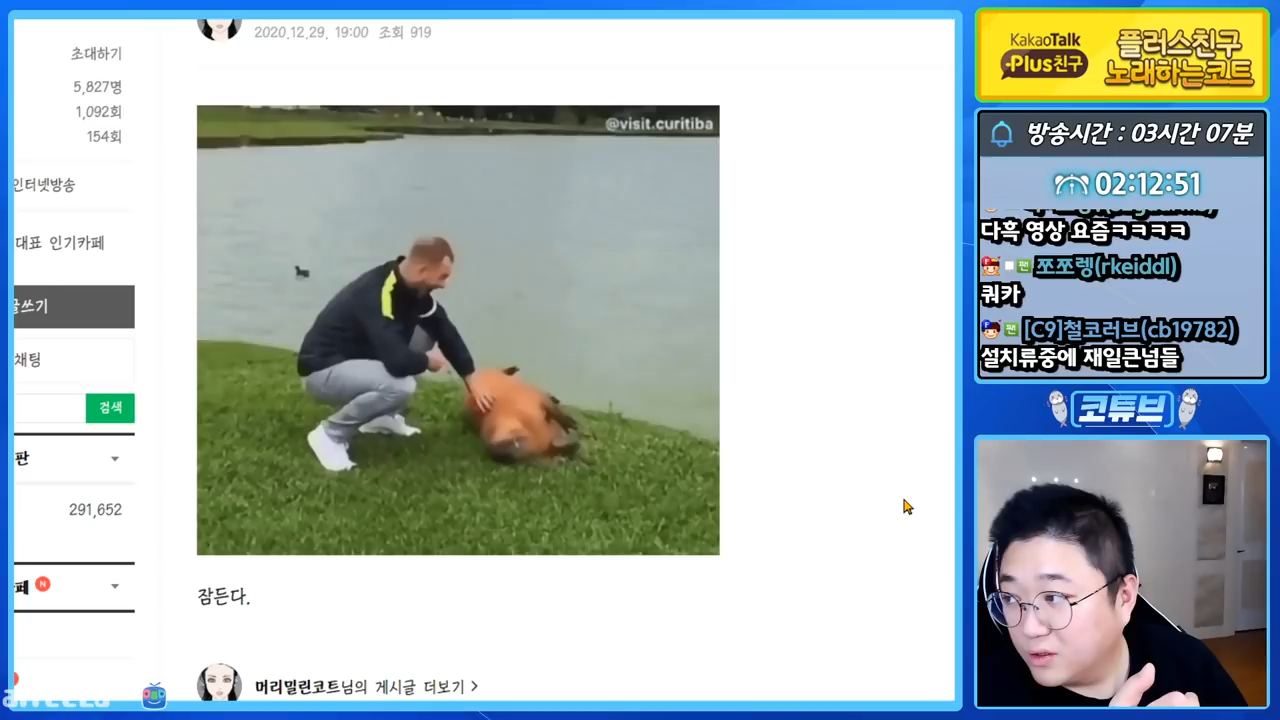 2020.12.29. 19:00 조회 919
초대하기
5,827명
1,092회
154회
인터넷방송
대표 인기카페
글쓰기
채팅
검색
판
291,652
N
@visit.curitiba
잠든다.
머리밀린코트님의 게시글 더보기 >
KakaoTalk
Plus친구
플러스친구
노래하는코트
방송시간 : 03시간 07분
02:12:51
다흑 영상 요즘ㅋㅋㅋㅋ
팬 쪼쪼렝(rkeiddl)
쿼카
팬 [C9]철코러브(cb19782)
설치류중에 재일큰넘들
코튜브